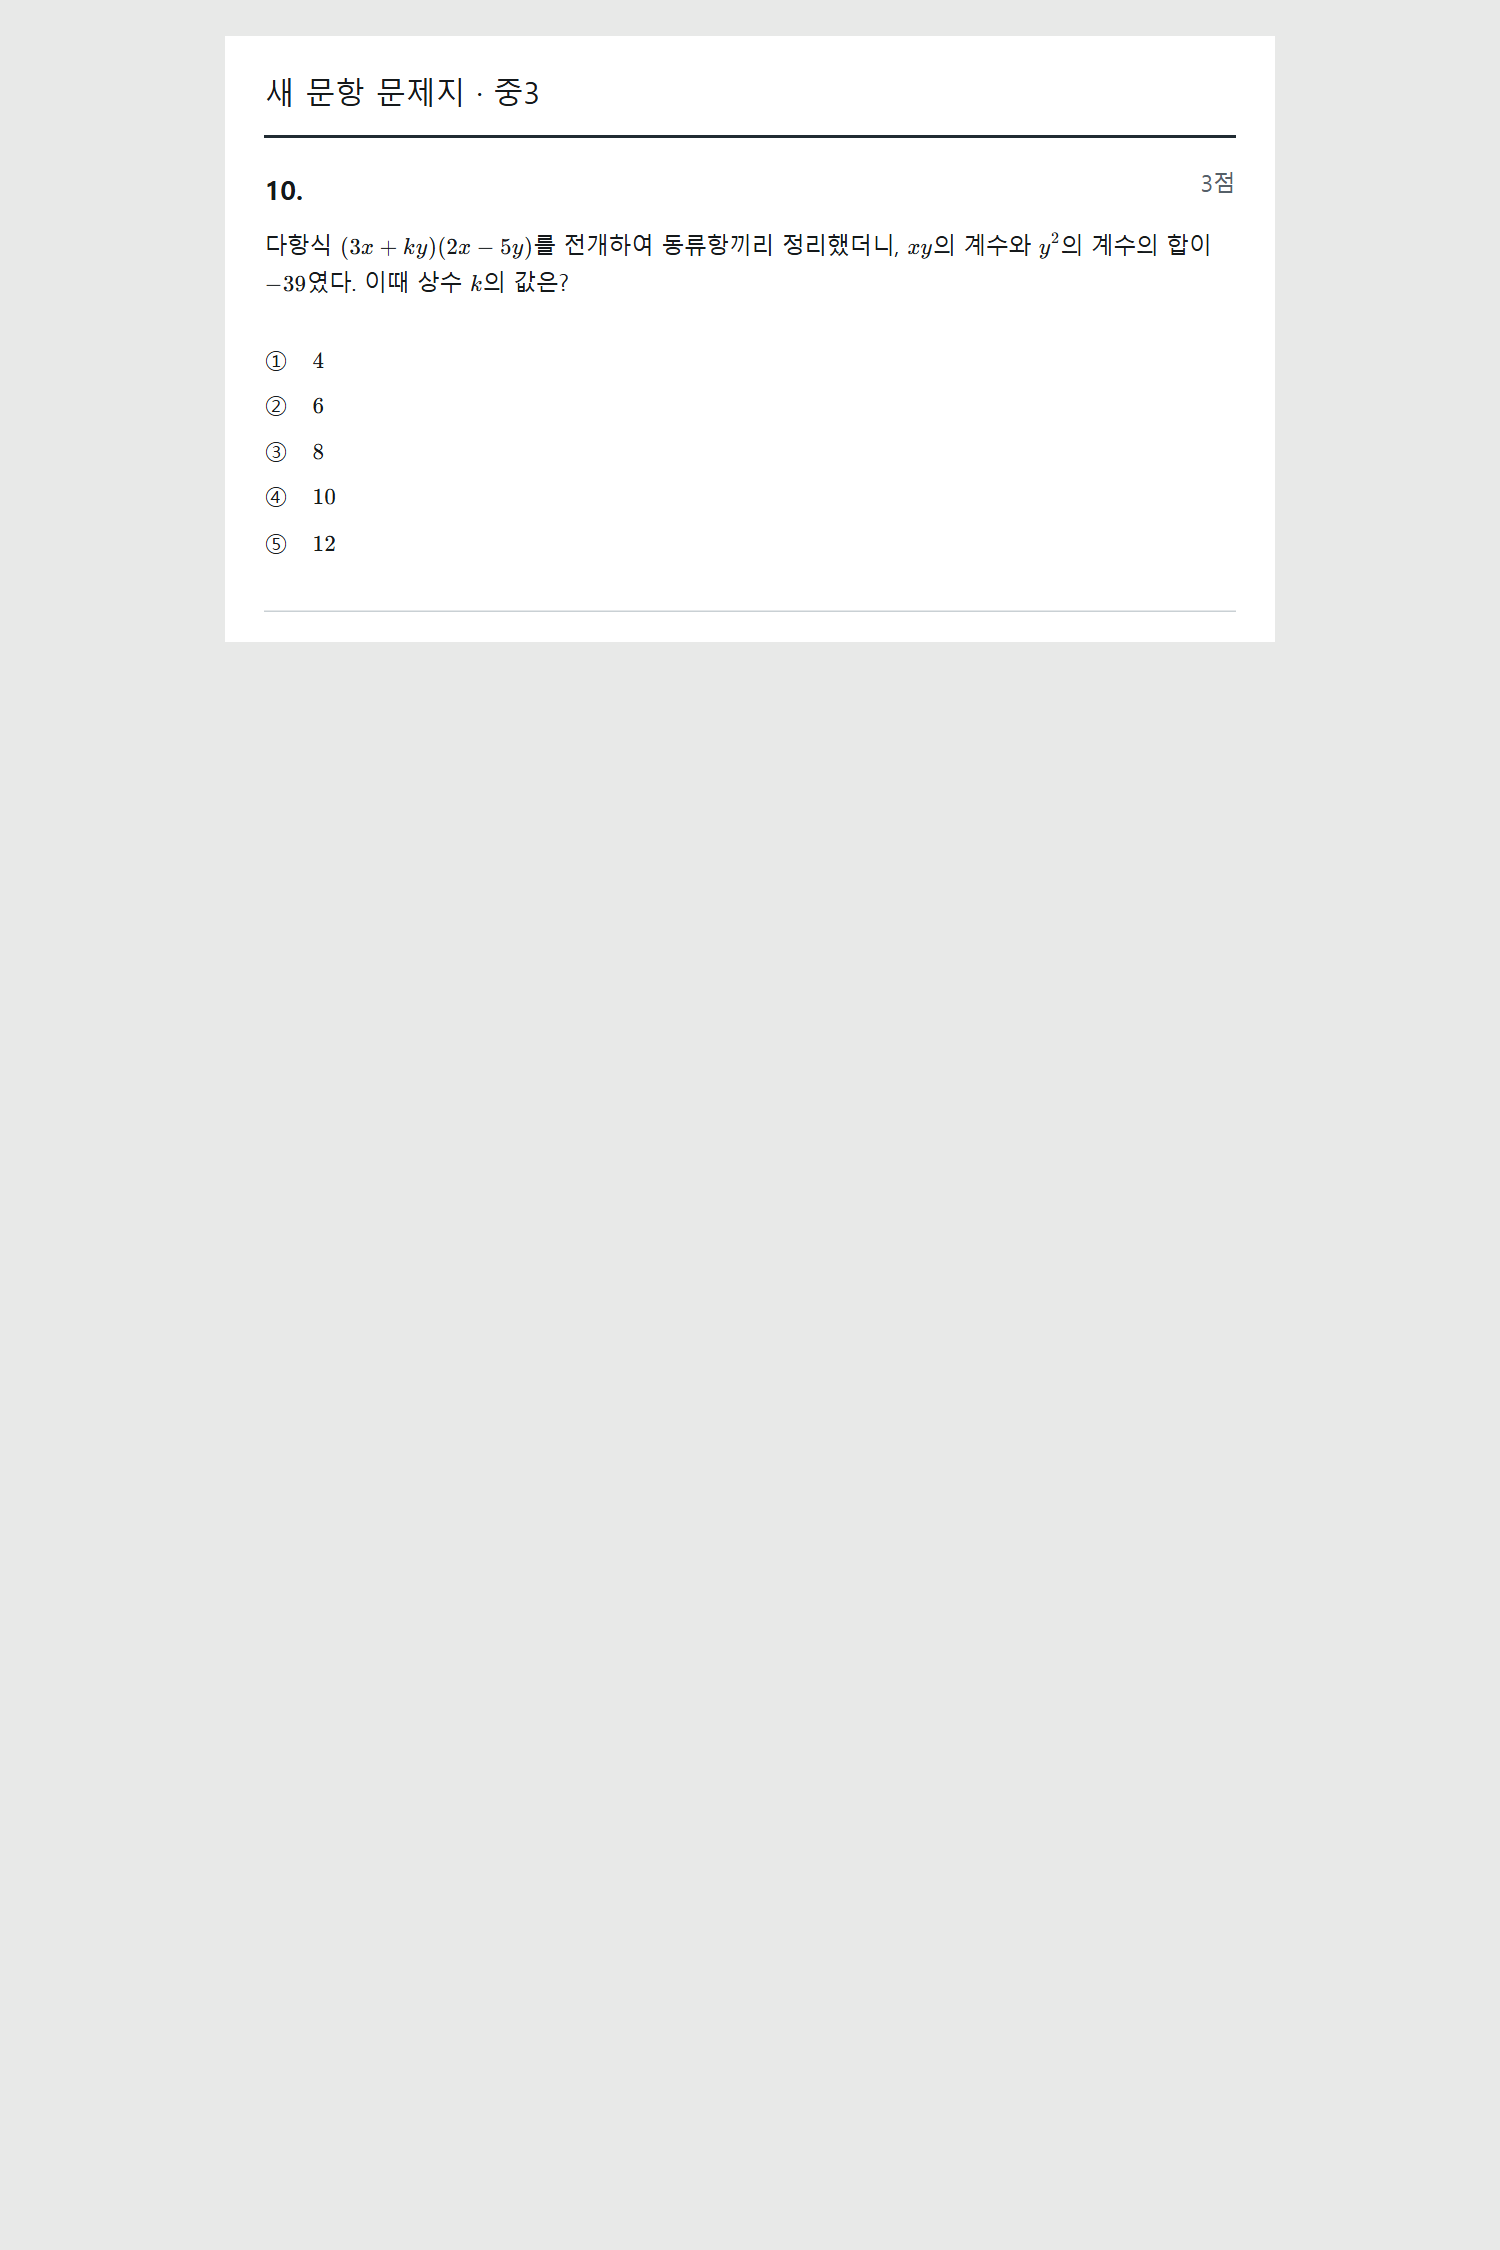 새 문항 문제지 · 중3
10.
3점
다항식 (3x + ky)(2x − 5y)를 전개하여 동류항끼리 정리했더니, xy의 계수와 y²의 계수의 합이
−39였다. 이때 상수 k의 값은?
① 4
② 6
③ 8
④ 10
⑤ 12